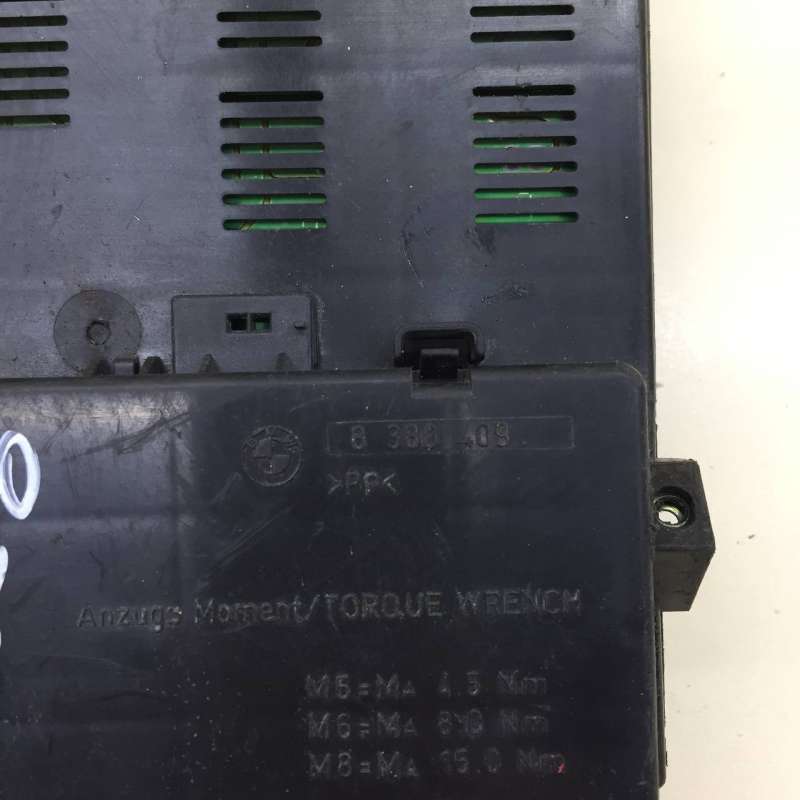 8 380 409
>PP<
Anzugs Moment/TORQUE WRENCH
M5=MA 4.5 Nm
M6=MA 8.0 Nm
M8=MA 15.0 Nm